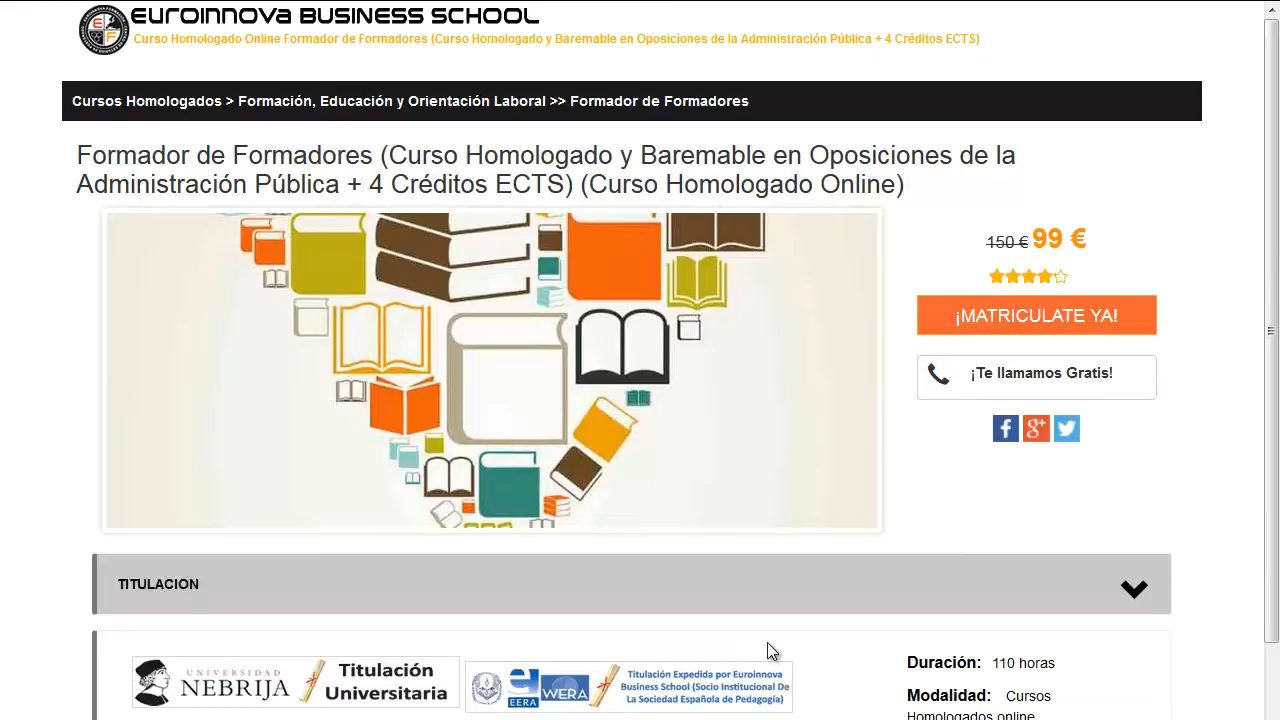 EUROINNOVA BUSINESS SCHOOL
Curso Homologado Online Formador de Formadores (Curso Homologado y Baremable en Oposiciones de la Administración Pública + 4 Créditos ECTS)
Cursos Homologados > Formación, Educación y Orientación Laboral >> Formador de Formadores
Formador de Formadores (Curso Homologado y Baremable en Oposiciones de la
Administración Pública + 4 Créditos ECTS) (Curso Homologado Online)
150 € 99 €
¡MATRICULATE YA!
¡Te llamamos Gratis!
TITULACION
UNIVERSIDAD
NEBRIJA
Titulación
Universitaria
EERA
WERA
Titulación Expedida por Euroinnova
Business School (Socio Institucional De
La Sociedad Española de Pedagogía)
Duración: 110 horas
Modalidad: Cursos
Homologados online